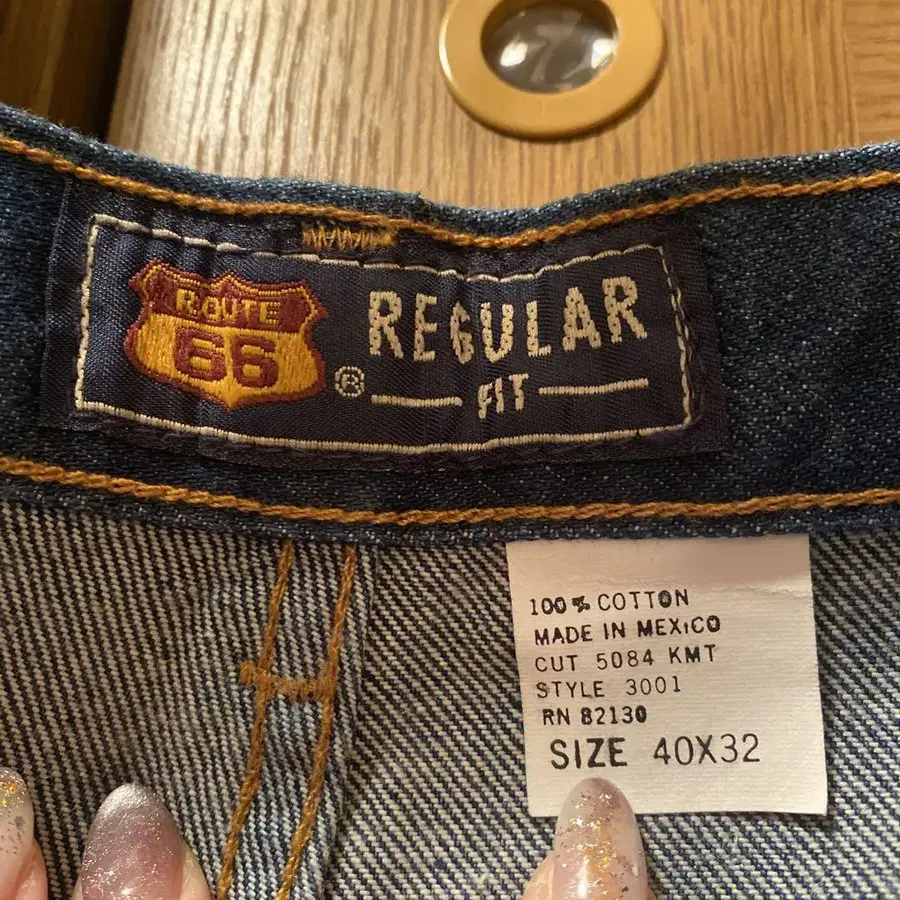 ROUTE
66
®
REGULAR
FIT
100% COTTON
MADE IN MEXICO
CUT 5084 KMT
STYLE 3001
RN 82130
SIZE 40X32